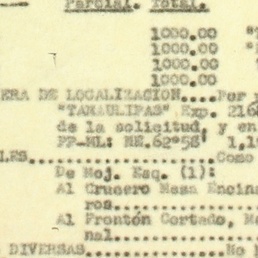 Parcial. Total.
1000.00 "T
1000.00 "
1000.00
1000.00
ERA DE LOCALIZACION....Por
"TAMAULIPAS" Exp. 216
de la solicitud, y en
PP-ML: NE.62°58' 1,1
LES....................Como
De Moj. Esq. (1):
Al Crucero Mesa Encina
ros.............
Al Frontón Cortado, Me
nal.............
DIVERSAS...............No